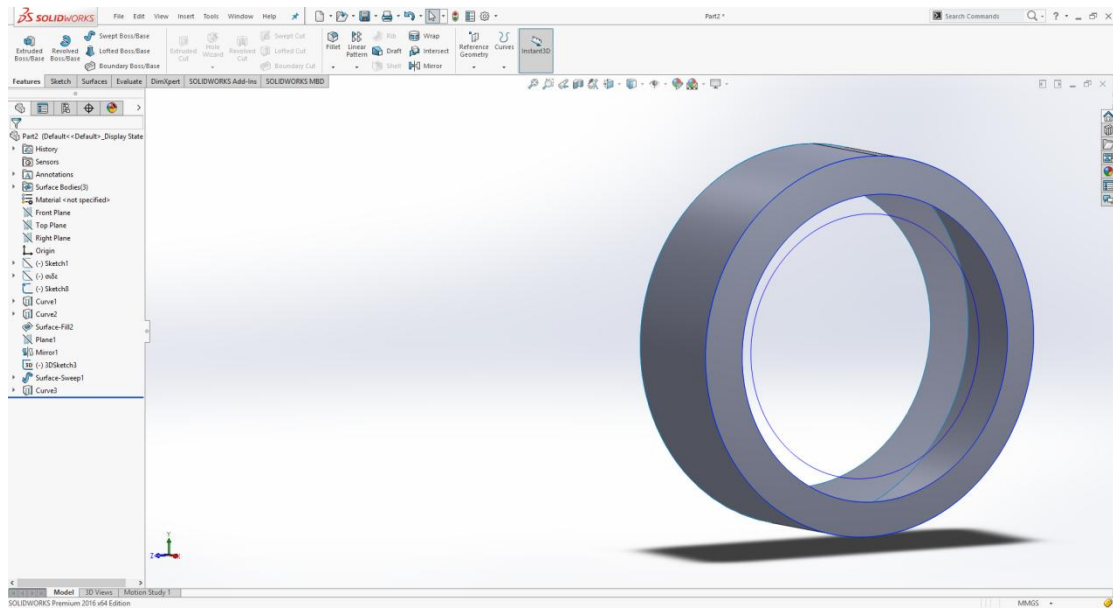 SOLIDWORKS File Edit View Insert Tools Window Help Part2 * Search Commands
Extruded Boss/Base
Revolved Boss/Base
Swept Boss/Base
Lofted Boss/Base
Boundary Boss/Base
Extruded Cut
Hole Wizard
Revolved Cut
Swept Cut
Lofted Cut
Boundary Cut
Fillet
Linear Pattern
Rib
Draft
Shell
Wrap
Intersect
Mirror
Reference Geometry
Curves
Instant3D
Features Sketch Surfaces Evaluate DimXpert SOLIDWORKS Add-Ins SOLIDWORKS MBD
Part2 (Default<<Default>_Display State
History
Sensors
Annotations
Surface Bodies(3)
Material <not specified>
Front Plane
Top Plane
Right Plane
Origin
(-) Sketch1
(-) Sketch8
Curve1
Curve2
Surface-Fill2
Plane1
Mirror1
3D (-) 3DSketch3
Surface-Sweep1
Curve3
Y
Z
Model 3D Views Motion Study 1
SOLIDWORKS Premium 2016 x64 Edition MMGS